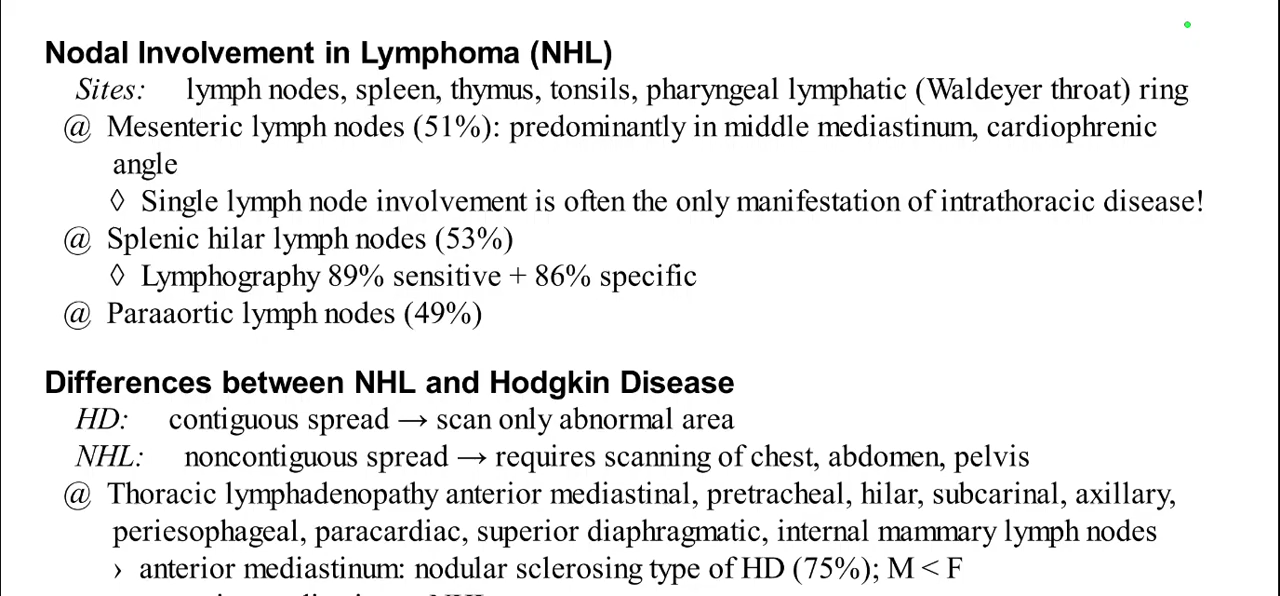 Nodal Involvement in Lymphoma (NHL)
Sites: lymph nodes, spleen, thymus, tonsils, pharyngeal lymphatic (Waldeyer throat) ring
@ Mesenteric lymph nodes (51%): predominantly in middle mediastinum, cardiophrenic
angle
◊ Single lymph node involvement is often the only manifestation of intrathoracic disease!
@ Splenic hilar lymph nodes (53%)
◊ Lymphography 89% sensitive + 86% specific
@ Paraaortic lymph nodes (49%)
Differences between NHL and Hodgkin Disease
HD: contiguous spread → scan only abnormal area
NHL: noncontiguous spread → requires scanning of chest, abdomen, pelvis
@ Thoracic lymphadenopathy anterior mediastinal, pretracheal, hilar, subcarinal, axillary,
periesophageal, paracardiac, superior diaphragmatic, internal mammary lymph nodes
› anterior mediastinum: nodular sclerosing type of HD (75%); M < F